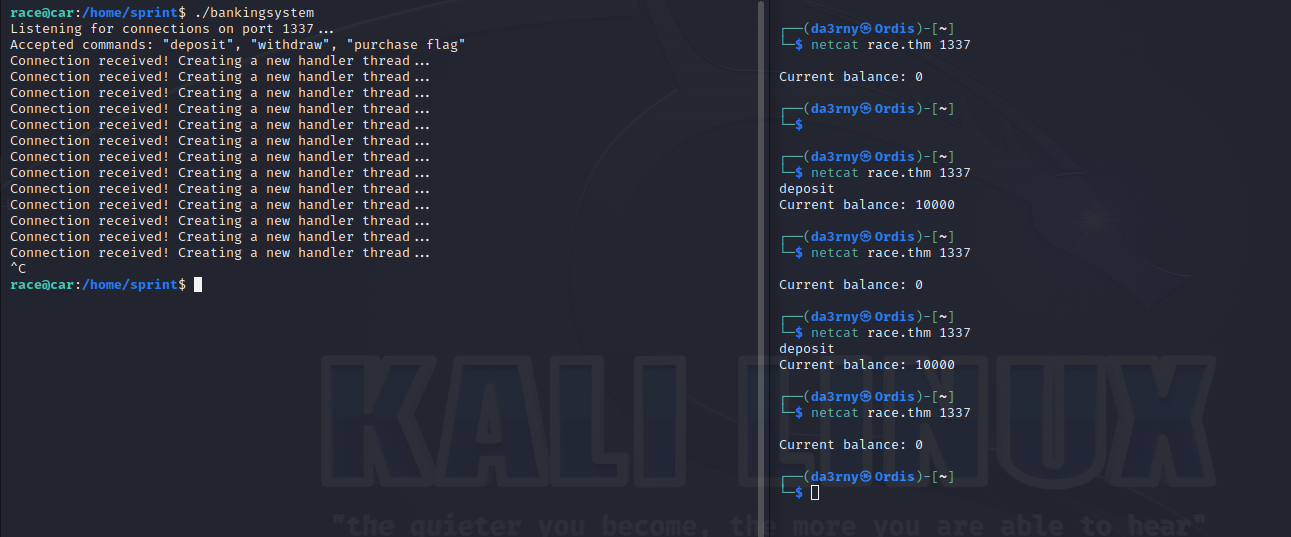 race@car:/home/sprint$ ./bankingsystem
Listening for connections on port 1337...
Accepted commands: "deposit", "withdraw", "purchase flag"
Connection received! Creating a new handler thread...
Connection received! Creating a new handler thread...
Connection received! Creating a new handler thread...
Connection received! Creating a new handler thread...
Connection received! Creating a new handler thread...
Connection received! Creating a new handler thread...
Connection received! Creating a new handler thread...
Connection received! Creating a new handler thread...
Connection received! Creating a new handler thread...
Connection received! Creating a new handler thread...
Connection received! Creating a new handler thread...
Connection received! Creating a new handler thread...
Connection received! Creating a new handler thread...
^C
race@car:/home/sprint$
┌──(da3rny㉿Ordis)-[~]
└─$ netcat race.thm 1337

Current balance: 0

┌──(da3rny㉿Ordis)-[~]
└─$

┌──(da3rny㉿Ordis)-[~]
└─$ netcat race.thm 1337
deposit
Current balance: 10000

┌──(da3rny㉿Ordis)-[~]
└─$ netcat race.thm 1337

Current balance: 0

┌──(da3rny㉿Ordis)-[~]
└─$ netcat race.thm 1337
deposit
Current balance: 10000

┌──(da3rny㉿Ordis)-[~]
└─$ netcat race.thm 1337

Current balance: 0

┌──(da3rny㉿Ordis)-[~]
└─$
KALI LINUX
"the quieter you become, the more you are able to hear"